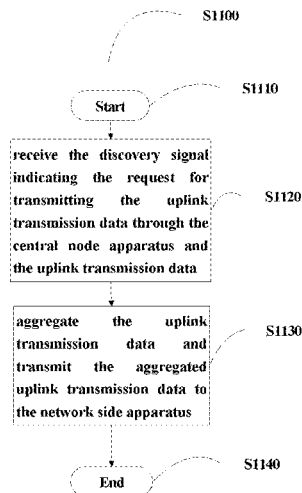 S1100
S1110
Start
receive the discovery signal
indicating the request for
transmitting the uplink
transmission data through the
central node apparatus and
the uplink transmission data
S1120
aggregate the uplink
transmission data and
transmit the aggregated
uplink transmission data to
the network side apparatus
S1130
End
S1140